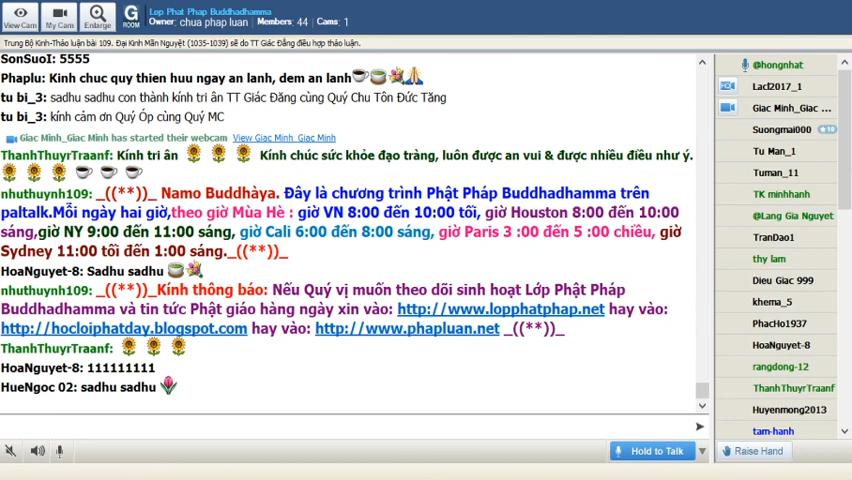 View Cam
My Cam
Enlarge
G
ROOM
Lop Phat Phap Buddhadhamma
Owner: chua phap luan    Members: 44    Cams: 1
Trung Bộ Kinh-Thảo luận bài 109. Đại Kinh Mãn Nguyệt (1035-1039) sẽ do TT Giác Đẳng điều hợp thảo luận.
SonSuoI: 5555
Phaplu: Kinh chuc quy thien huu ngay an lanh, dem an lanh
tu bi_3: sadhu sadhu con thành kính tri ân TT Giác Đăng cùng Quý Chu Tôn Đức Tăng
tu bi_3: kính cảm ơn Quý Óp cùng Quý MC
Giac Minh_Giac Minh has started their webcam    View Giac Minh_Giac Minh
ThanhThuyrTraanf: Kính tri ân    Kính chúc sức khỏe đạo tràng, luôn được an vui & được nhiều điều như ý.
nhuthuynh109: _((**))_ Namo Buddhàya. Đây là chương trình Phật Pháp Buddhadhamma trên
paltalk.Mỗi ngày hai giờ,theo giờ Mùa Hè : giờ VN 8:00 đến 10:00 tối, giờ Houston 8:00 đến 10:00
sáng,giờ NY 9:00 đến 11:00 sáng, giờ Cali 6:00 đến 8:00 sáng, giờ Paris 3 :00 đến 5 :00 chiều, giờ
Sydney 11:00 tối đến 1:00 sáng._((**))_
HoaNguyet-8: Sadhu sadhu
nhuthuynh109: _((**))_Kính thông báo: Nếu Quý vị muốn theo dõi sinh hoạt Lớp Phật Pháp
Buddhadhamma và tin tức Phật giáo hàng ngày xin vào: http://www.lopphatphap.net hay vào:
http://hocloiphatday.blogspot.com hay vào: http://www.phapluan.net _((**))_
ThanhThuyrTraanf:
HoaNguyet-8: 111111111
HueNgoc 02: sadhu sadhu
Hold to Talk
@hongnhat
Lacl2017_1
Giac Minh_Giac ...
Suongmai000
+10
Tu Man_1
Tuman_11
TK minhhanh
@Lang Gia Nguyet
TranDao1
thy lam
Dieu Giac 999
khema_5
PhacHo1937
HoaNguyet-8
rangdong-12
ThanhThuyrTraanf
Huyenmong2013
tam-hanh
Raise Hand